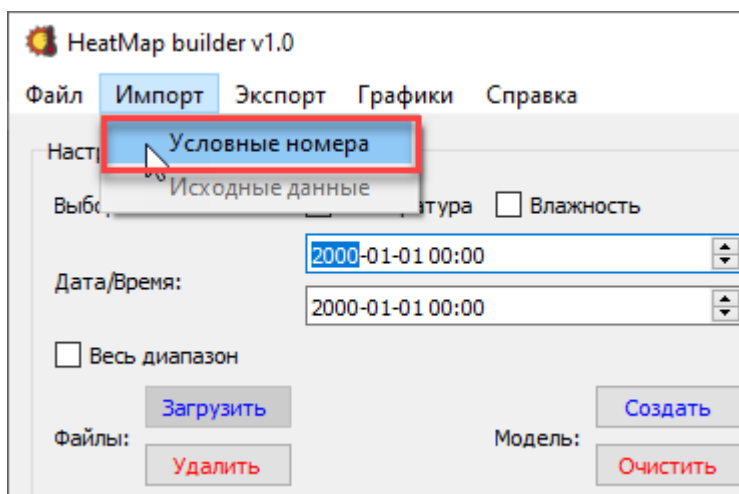 HeatMap builder v1.0
Файл Импорт Экспорт Графики Справка
Условные номера
Исходные данные
Влажность
Дата/Время:
2000-01-01 00:00
2000-01-01 00:00
Весь диапазон
Файлы:
Загрузить
Удалить
Модель:
Создать
Очистить